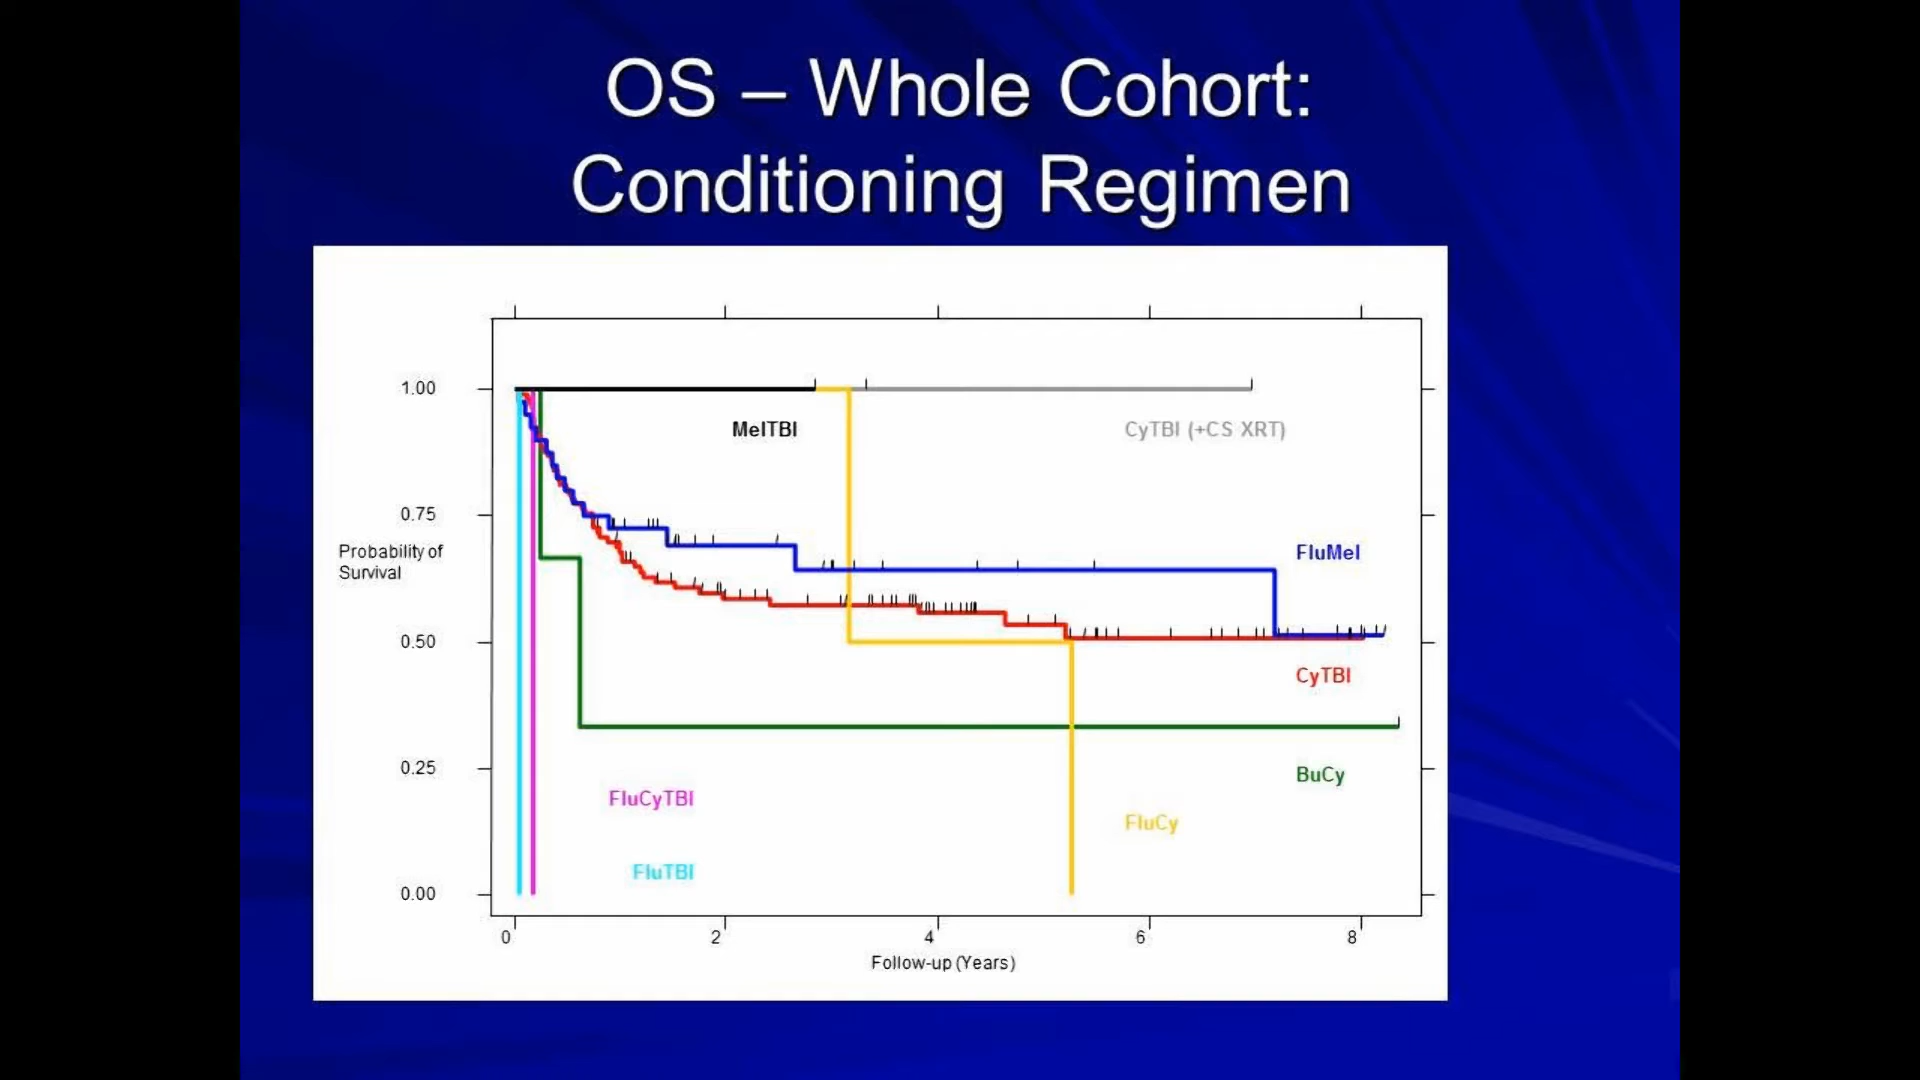 OS – Whole Cohort:
Conditioning Regimen
1.00
MelTBI
CyTBI (+CS XRT)
0.75
Probability of
Survival
FluMel
0.50
CyTBI
0.25
BuCy
FluCyTBI
FluCy
FluTBI
0.00
0 2 4 6 8
Follow-up (Years)